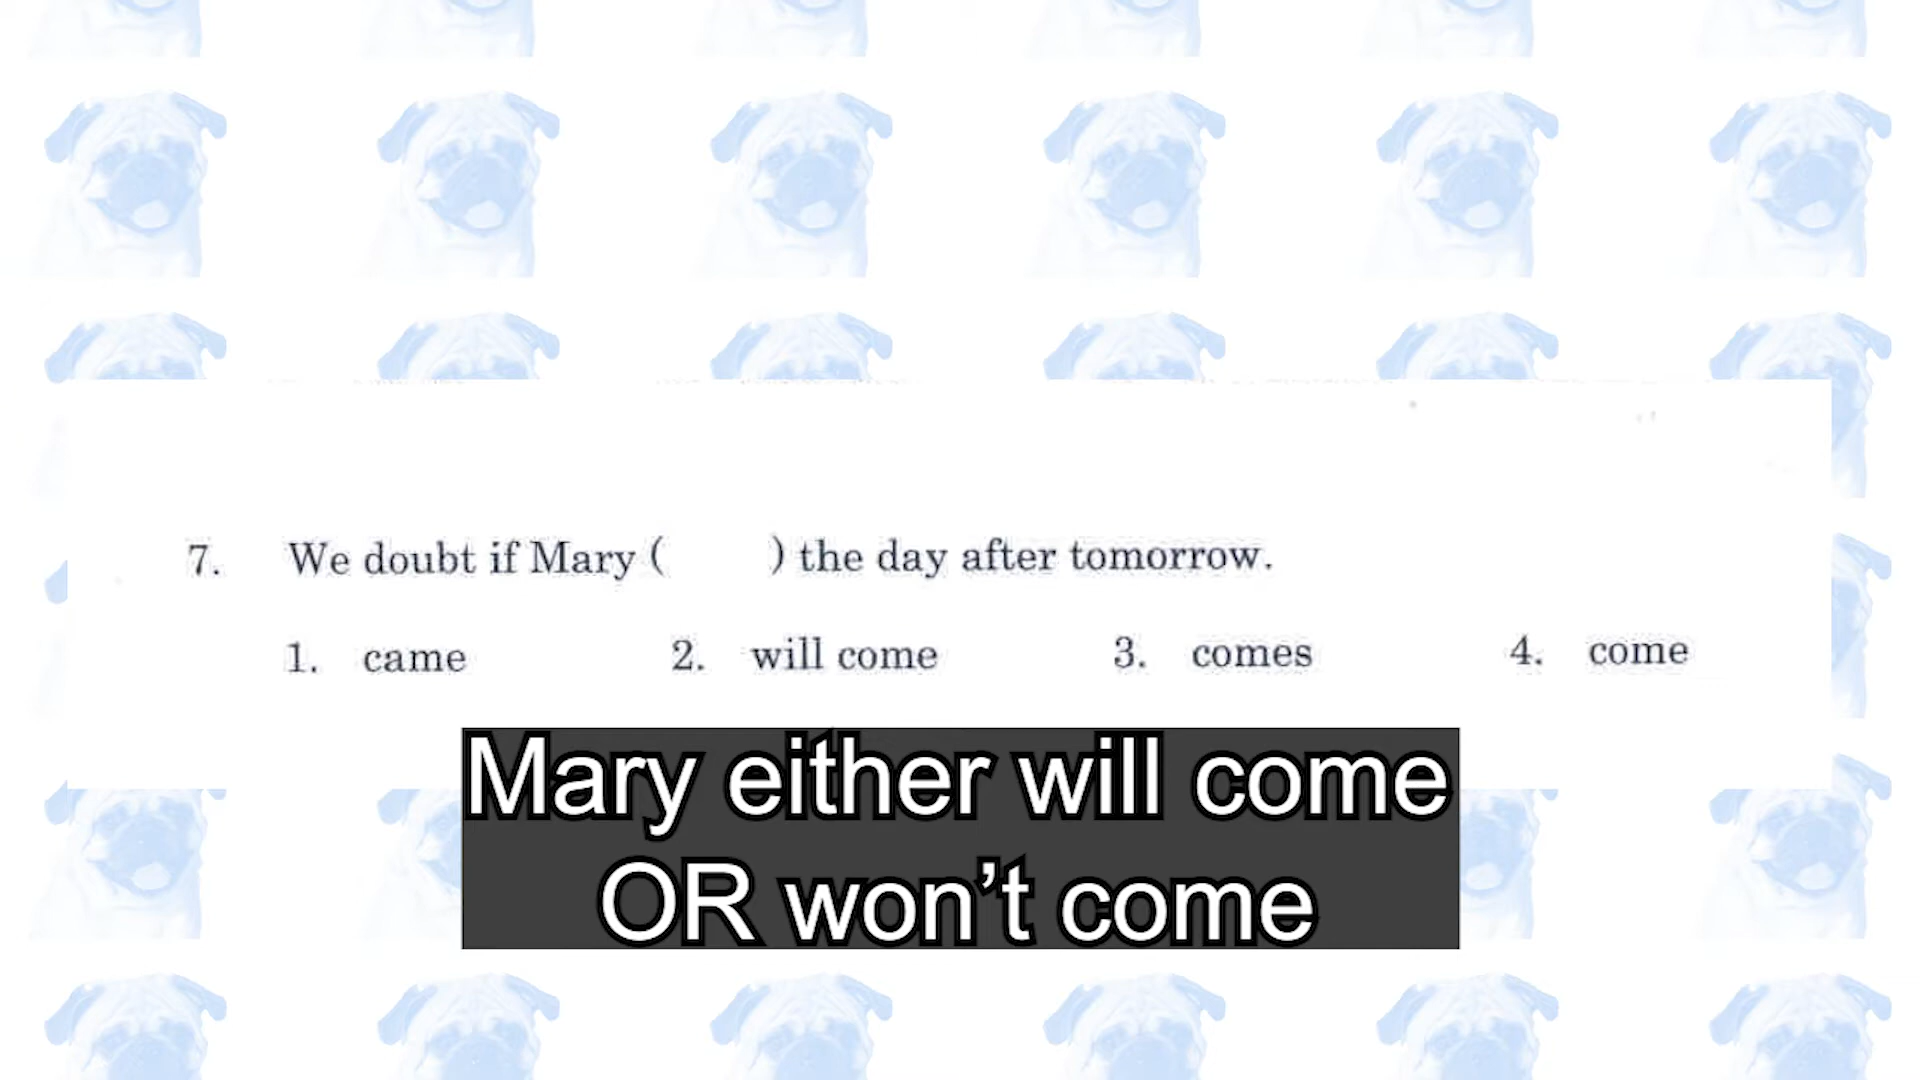 7. We doubt if Mary (      ) the day after tomorrow.
1. came 2. will come 3. comes 4. come
Mary either will come
OR won’t come